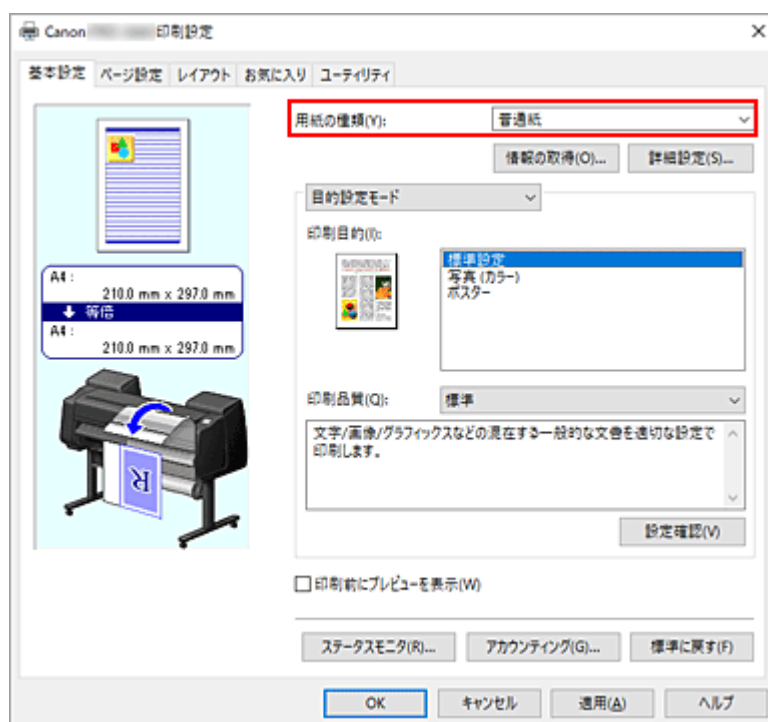 Canon 印刷設定
基本設定 ページ設定 レイアウト お気に入り ユーティリティ
用紙の種類(Y): 普通紙
情報の取得(O)... 詳細設定(S)...
目的設定モード
印刷目的(I):
標準設定
写真 (カラー)
ポスター
A4 :
210.0 mm x 297.0 mm
等倍
A4 :
210.0 mm x 297.0 mm
R
印刷品質(Q): 標準
文字/画像/グラフィックスなどの混在する一般的な文書を適切な設定で
印刷します。
設定確認(V)
印刷前にプレビューを表示(W)
ステータスモニタ(R)... アカウンティング(G)... 標準に戻す(F)
OK キャンセル 適用(A) ヘルプ